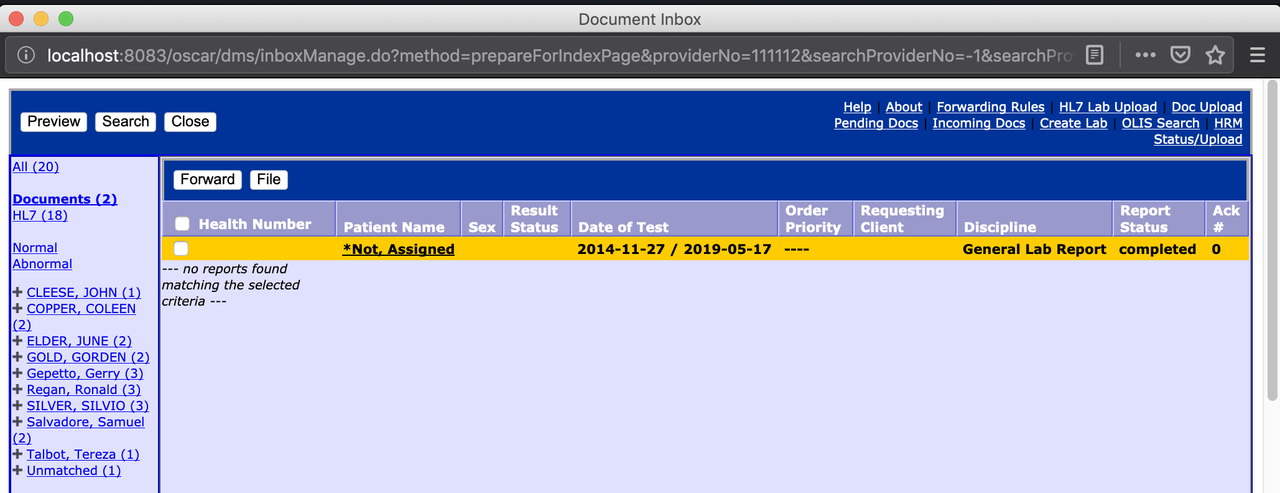 Document Inbox
localhost:8083/oscar/dms/inboxManage.do?method=prepareForIndexPage&providerNo=111112&searchProviderNo=-1&searchPro
Preview Search Close
Help | About | Forwarding Rules | HL7 Lab Upload | Doc Upload
Pending Docs | Incoming Docs | Create Lab | OLIS Search | HRM
Status/Upload
All (20)
Documents (2)
HL7 (18)
Normal
Abnormal
+ CLEESE, JOHN (1)
+ COPPER, COLEEN
(2)
+ ELDER, JUNE (2)
+ GOLD, GORDEN (2)
+ Gepetto, Gerry (3)
+ Regan, Ronald (3)
+ SILVER, SILVIO (3)
+ Salvadore, Samuel
(2)
+ Talbot, Tereza (1)
+ Unmatched (1)
Forward File
Health Number
Patient Name
Sex
Result
Status
Date of Test
Order
Priority
Requesting
Client
Discipline
Report
Status
Ack
#
*Not, Assigned 2014-11-27 / 2019-05-17 ---- General Lab Report completed 0
--- no reports found
matching the selected
criteria ---